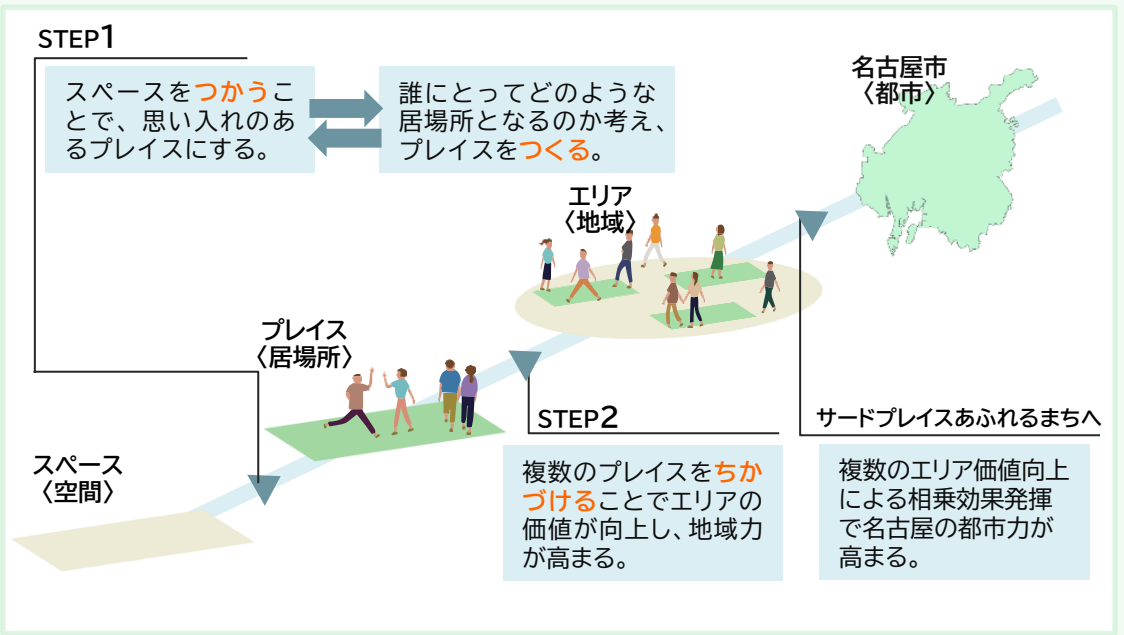 STEP1
スペースをつかうこ
とで、思い入れのあ
るプレイスにする。
誰にとってどのような
居場所となるのか考え、
プレイスをつくる。
名古屋市
〈都市〉
エリア
〈地域〉
プレイス
〈居場所〉
スペース
〈空間〉
STEP2
複数のプレイスをちか
づけることでエリアの
価値が向上し、地域力
が高まる。
サードプレイスあふれるまちへ
複数のエリア価値向上
による相乗効果発揮
で名古屋の都市力が
高まる。